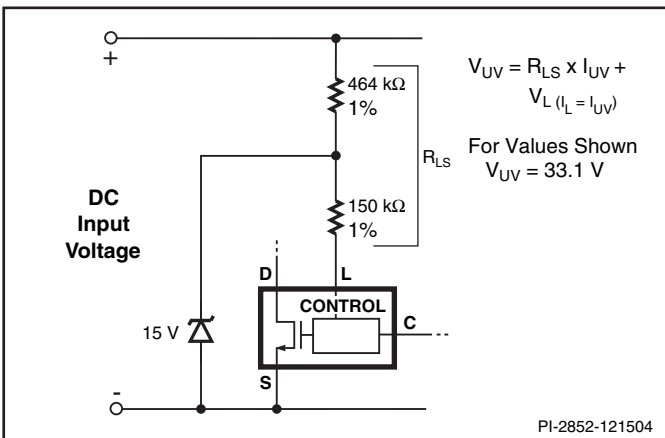 +
464 kΩ
1%
R_LS
150 kΩ
1%
V_UV = R_LS x I_UV +
V_L (I_L = I_UV)
For Values Shown
V_UV = 33.1 V
DC
Input
Voltage
D
L
CONTROL
C
15 V
S
-
PI-2852-121504